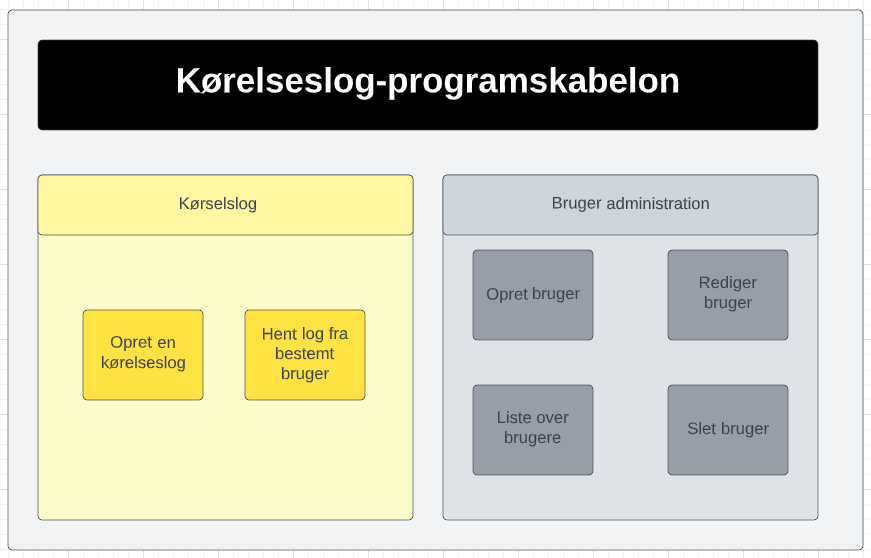 Kørelseslog-programskabelon
Kørselslog
Opret en
kørelseslog
Hent log fra
bestemt
bruger
Bruger administration
Opret bruger
Rediger
bruger
Liste over
brugere
Slet bruger